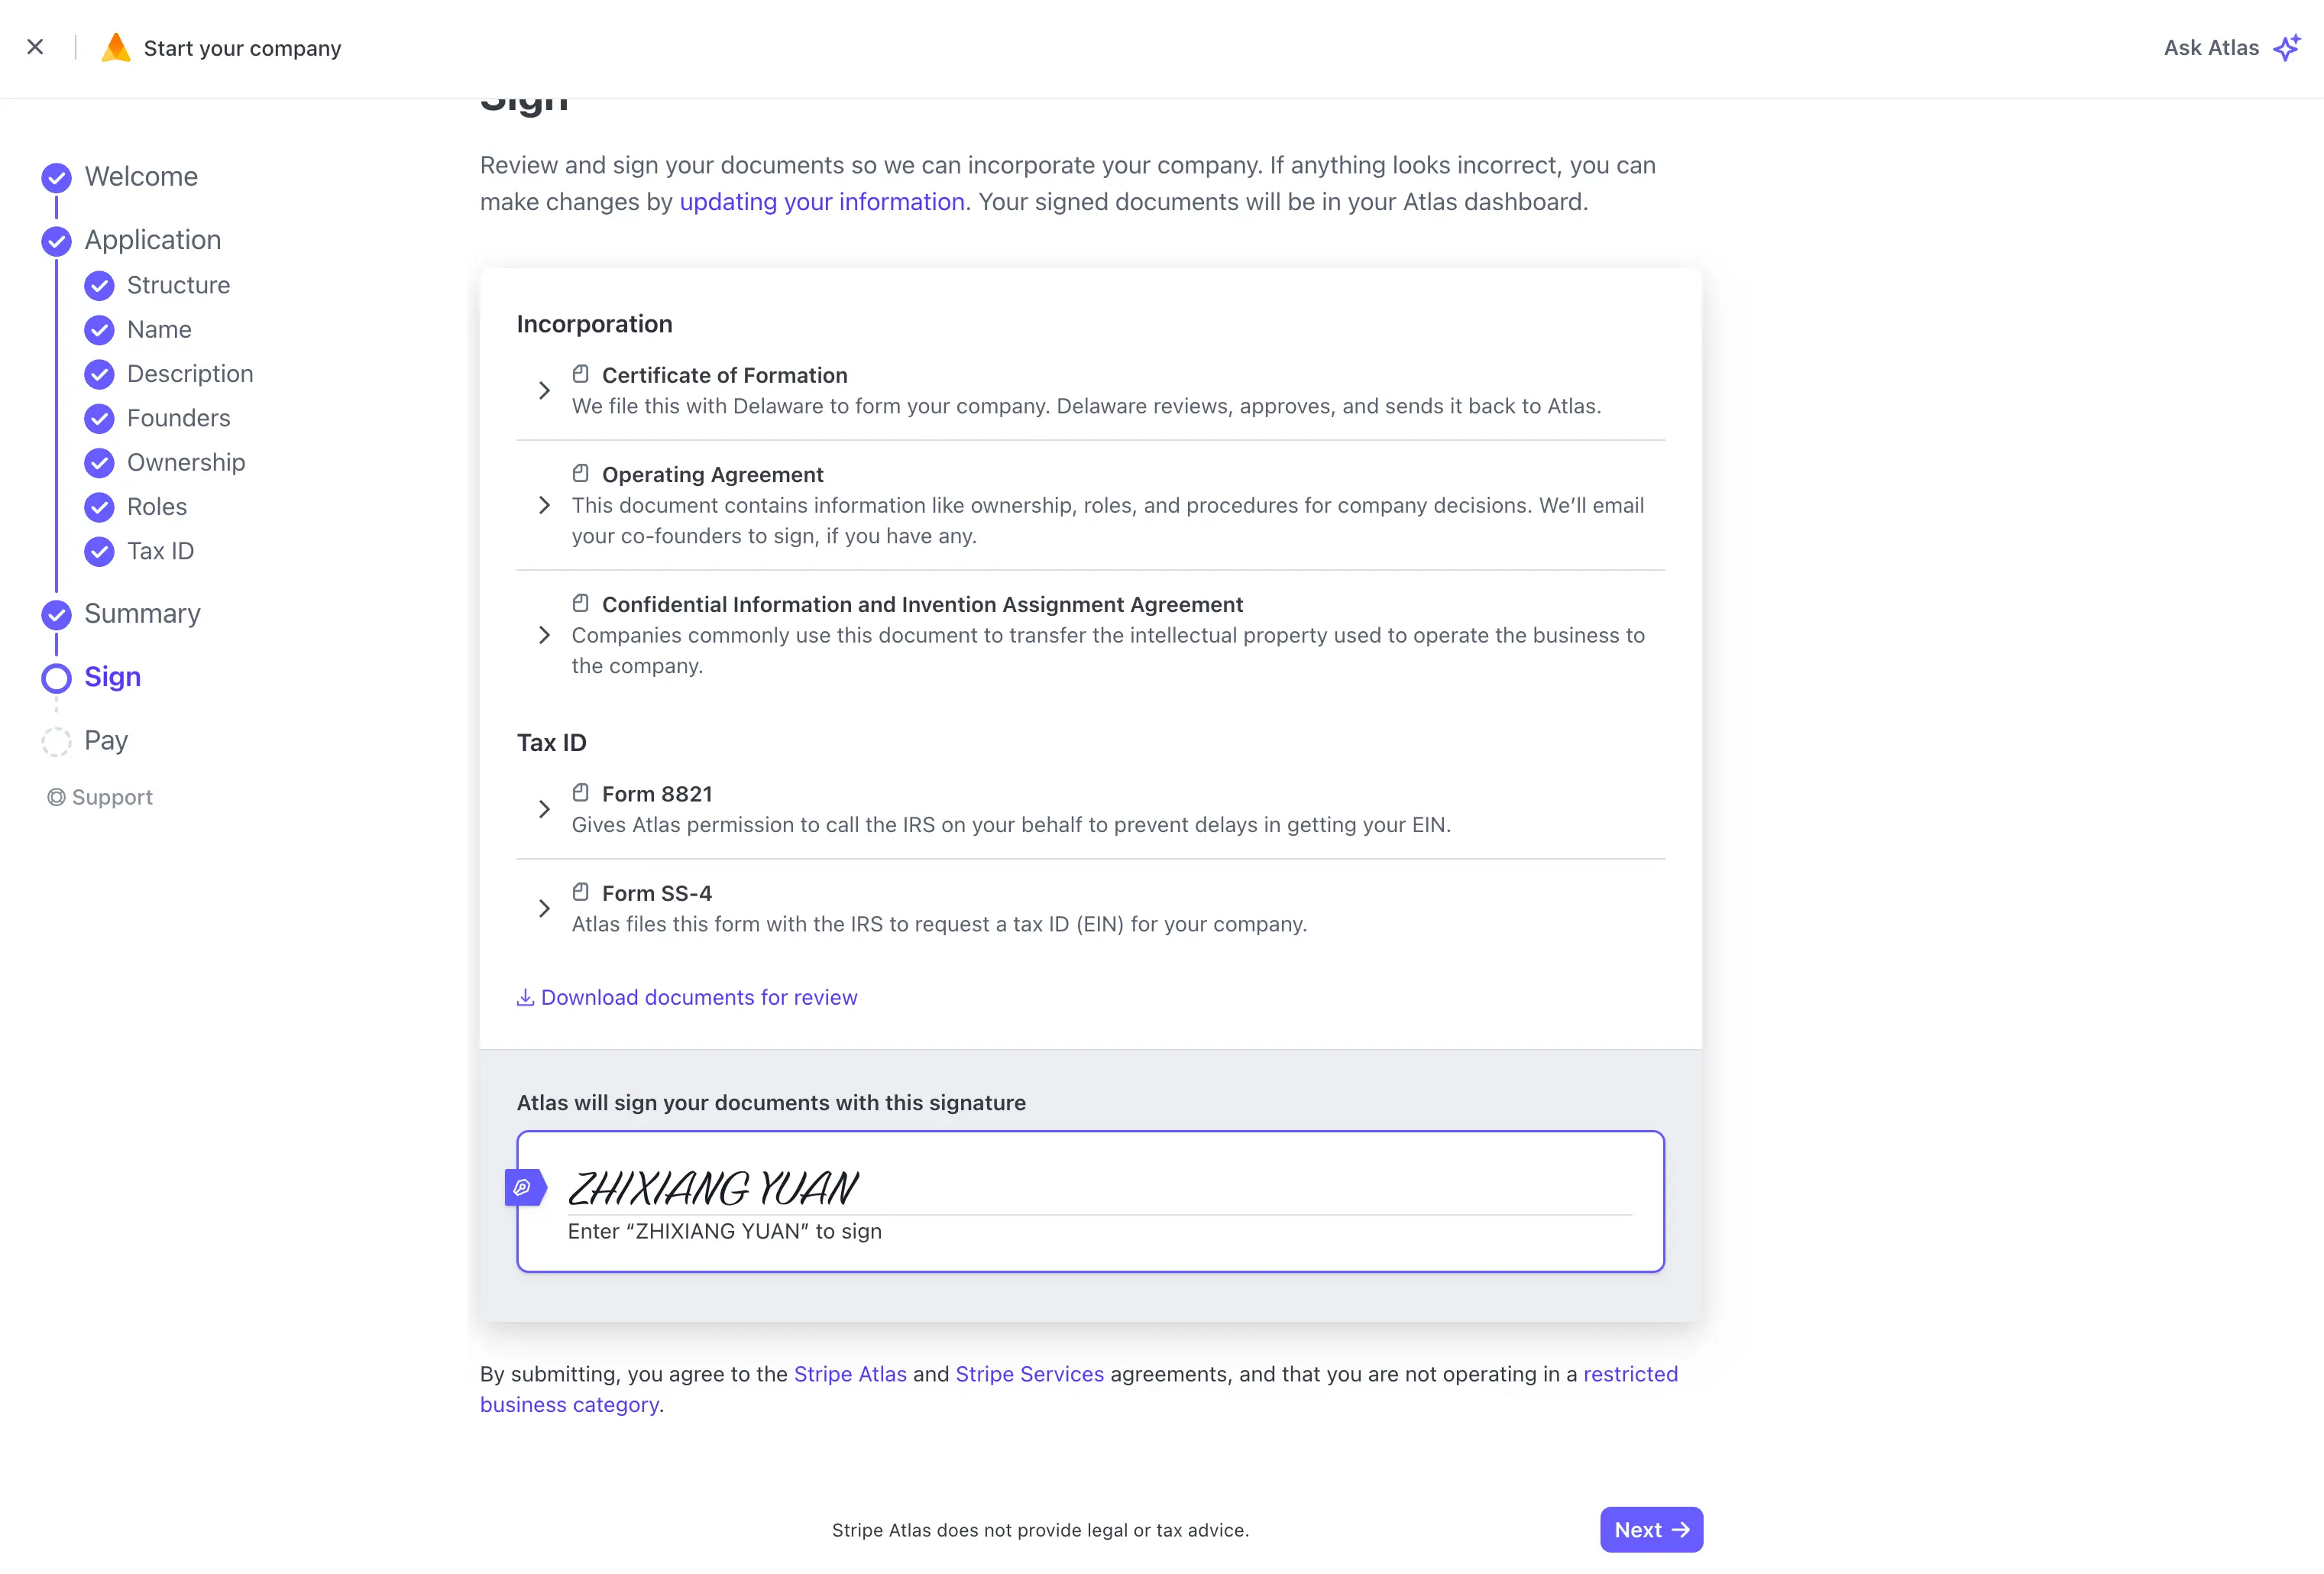 Start your company
Ask Atlas
Sign
Review and sign your documents so we can incorporate your company. If anything looks incorrect, you can
make changes by updating your information. Your signed documents will be in your Atlas dashboard.
Welcome
Application
Structure
Name
Description
Founders
Ownership
Roles
Tax ID
Summary
Sign
Pay
Support
Incorporation
Certificate of Formation
We file this with Delaware to form your company. Delaware reviews, approves, and sends it back to Atlas.
Operating Agreement
This document contains information like ownership, roles, and procedures for company decisions. We’ll email
your co-founders to sign, if you have any.
Confidential Information and Invention Assignment Agreement
Companies commonly use this document to transfer the intellectual property used to operate the business to
the company.
Tax ID
Form 8821
Gives Atlas permission to call the IRS on your behalf to prevent delays in getting your EIN.
Form SS-4
Atlas files this form with the IRS to request a tax ID (EIN) for your company.
Download documents for review
Atlas will sign your documents with this signature
ZHIXIANG YUAN
Enter “ZHIXIANG YUAN” to sign
By submitting, you agree to the Stripe Atlas and Stripe Services agreements, and that you are not operating in a restricted
business category.
Stripe Atlas does not provide legal or tax advice.
Next →